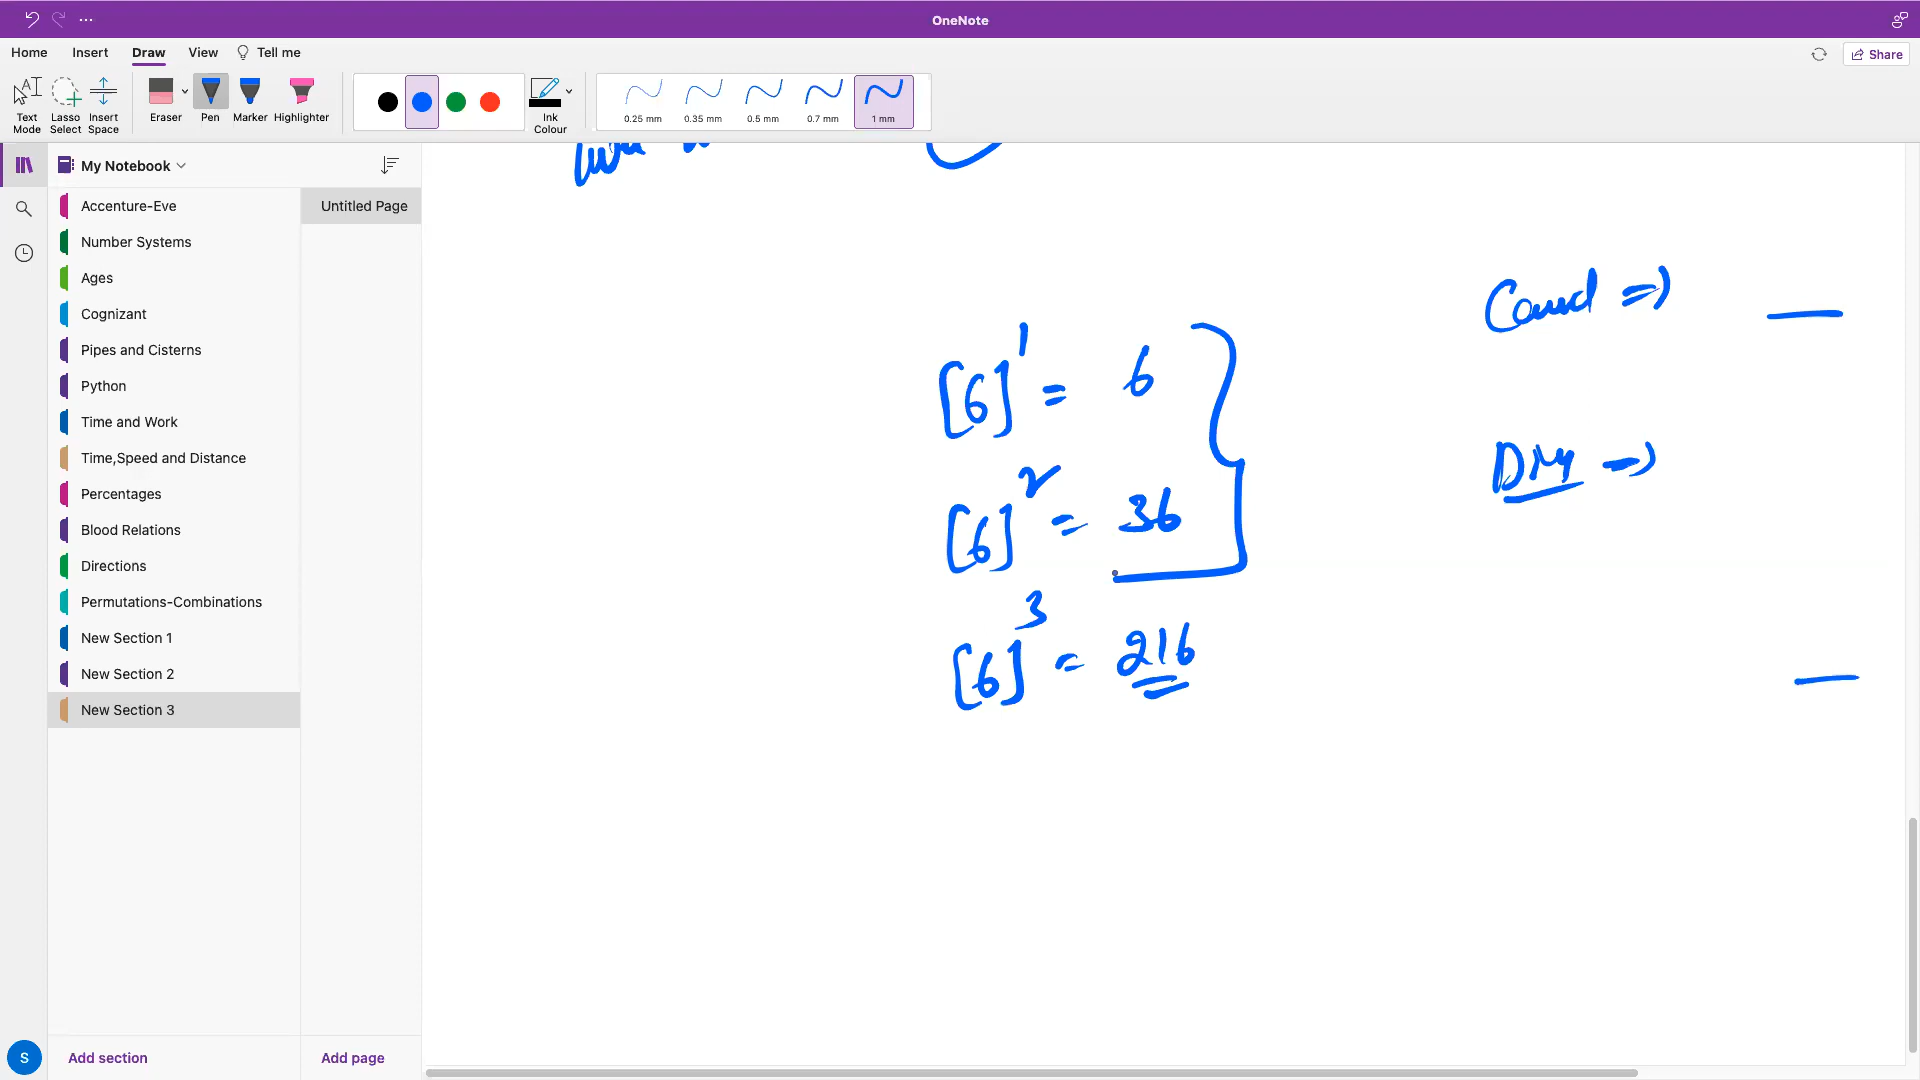 OneNote
Home Insert Draw View Tell me
Share
Text Mode
Lasso Select
Insert Space
Eraser
Pen
Marker
Highlighter
Ink Colour
0.25 mm
0.35 mm
0.5 mm
0.7 mm
1 mm
My Notebook
Accenture-Eve
Number Systems
Ages
Cognizant
Pipes and Cisterns
Python
Time and Work
Time,Speed and Distance
Percentages
Blood Relations
Directions
Permutations-Combinations
New Section 1
New Section 2
New Section 3
Untitled Page
[6]¹ = 6
[6]² = 36
[6]³ = 216
⇒
⇒
S
Add section
Add page